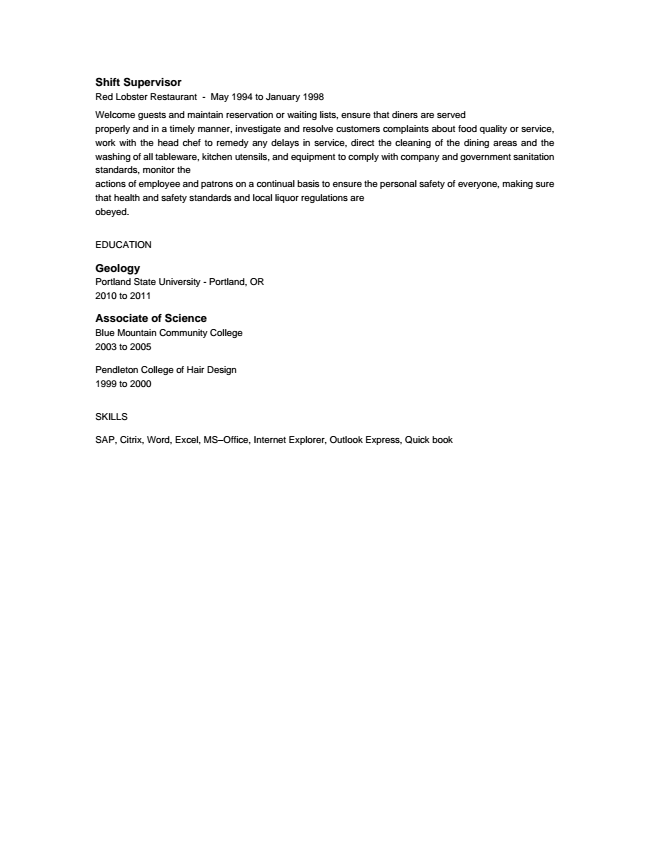 Shift Supervisor
Red Lobster Restaurant - May 1994 to January 1998
Welcome guests and maintain reservation or waiting lists, ensure that diners are served
properly and in a timely manner, investigate and resolve customers complaints about food quality or service,
work with the head chef to remedy any delays in service, direct the cleaning of the dining areas and the
washing of all tableware, kitchen utensils, and equipment to comply with company and government sanitation
standards, monitor the
actions of employee and patrons on a continual basis to ensure the personal safety of everyone, making sure
that health and safety standards and local liquor regulations are
obeyed.
EDUCATION
Geology
Portland State University - Portland, OR
2010 to 2011
Associate of Science
Blue Mountain Community College
2003 to 2005
Pendleton College of Hair Design
1999 to 2000
SKILLS
SAP, Citrix, Word, Excel, MS–Office, Internet Explorer, Outlook Express, Quick book